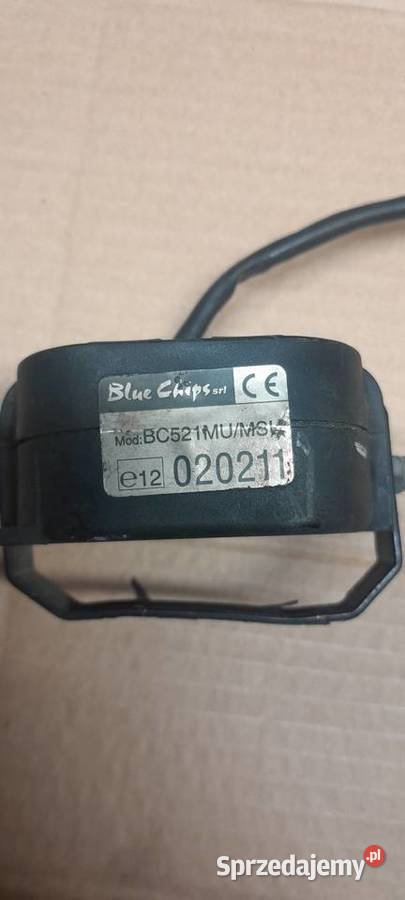 Blue Chips srl CE
Mod: BC521MU/MSI
e12 020211
Sprzedajemy.pl